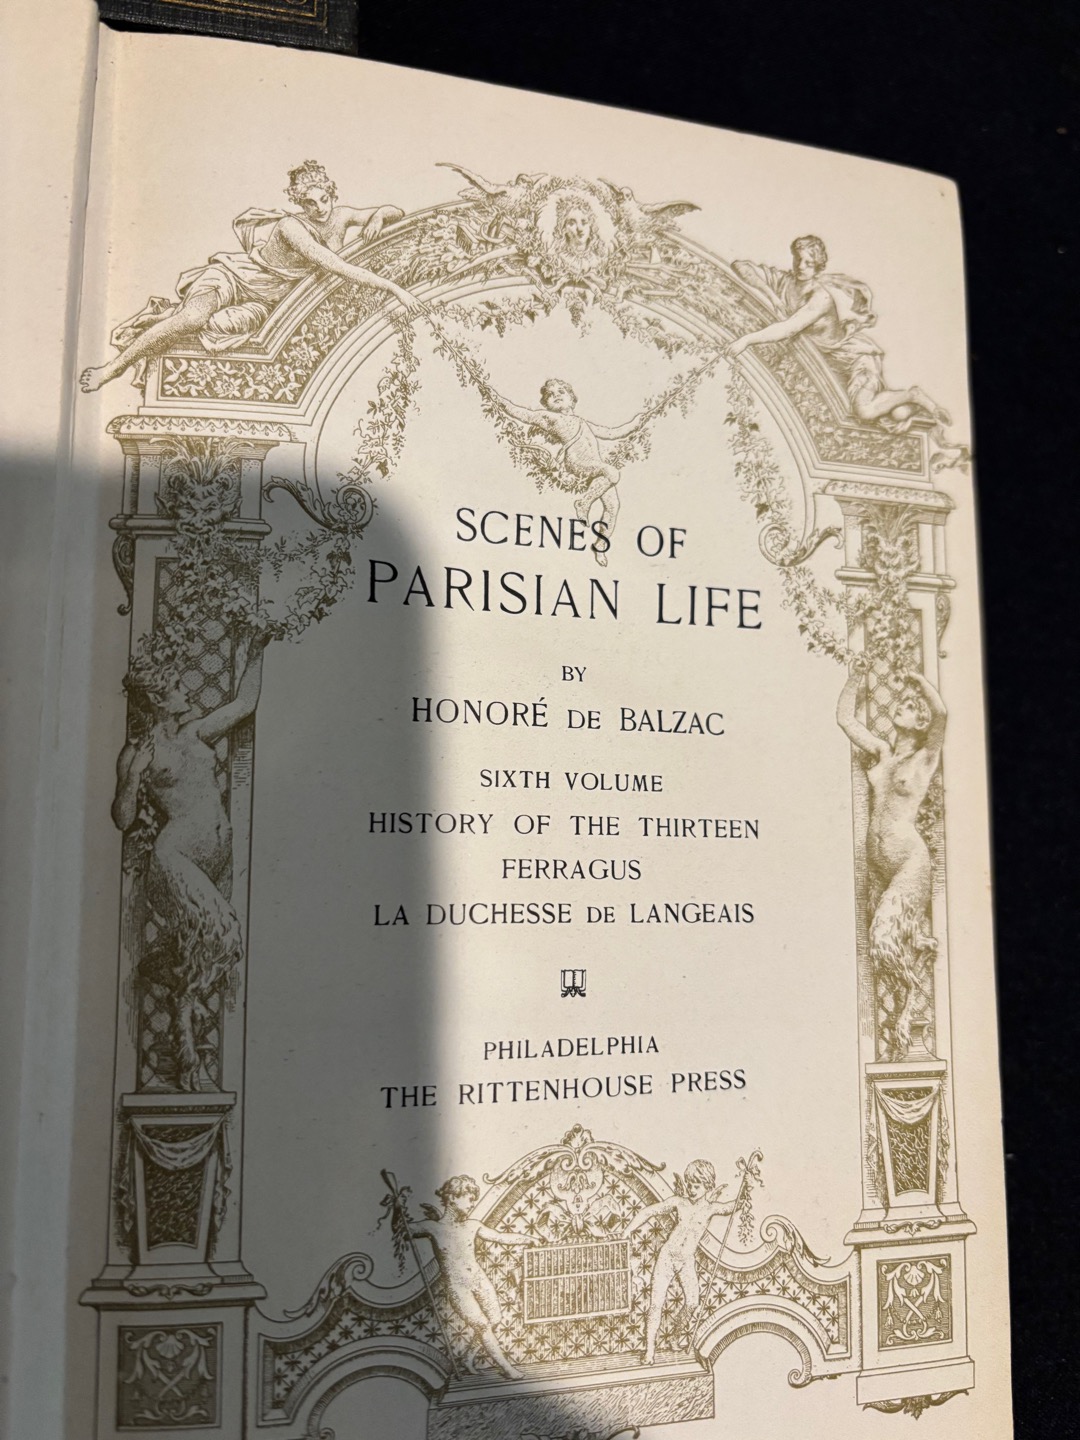 SCENES OF
PARISIAN LIFE
BY
HONORÉ DE BALZAC
SIXTH VOLUME
HISTORY OF THE THIRTEEN
FERRAGUS
LA DUCHESSE DE LANGEAIS
PHILADELPHIA
THE RITTENHOUSE PRESS